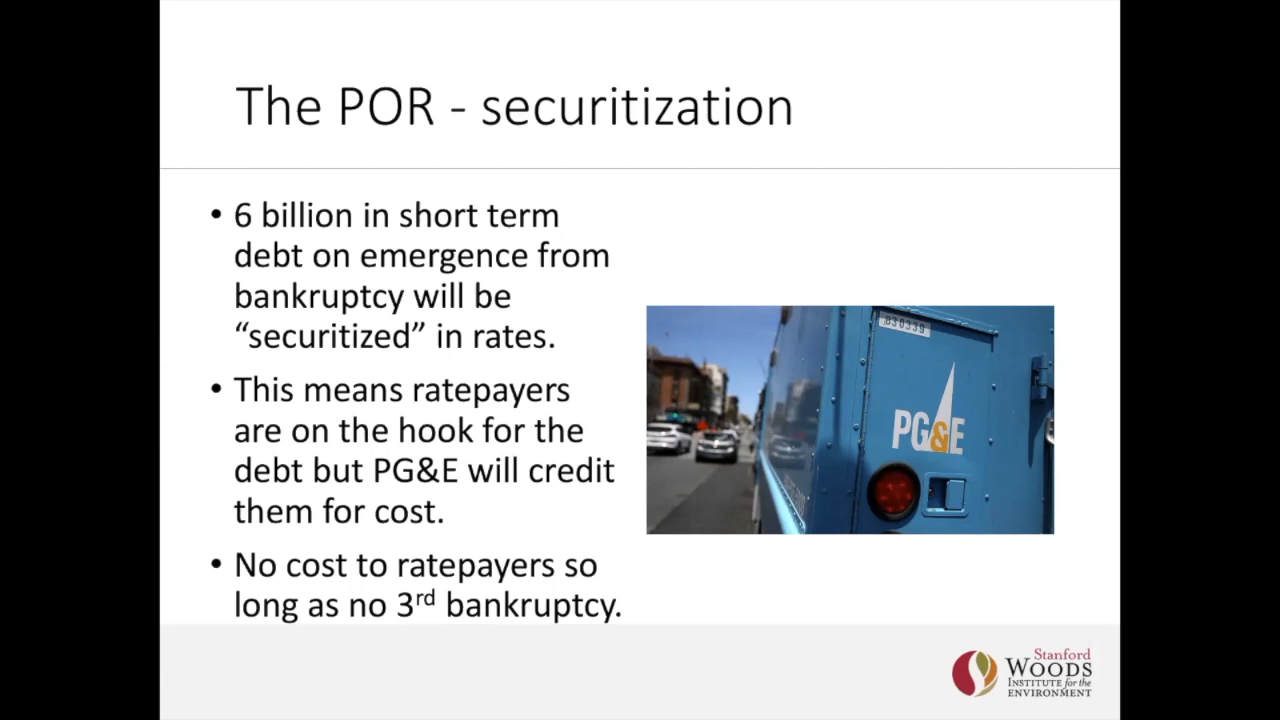 The POR - securitization
• 6 billion in short term
debt on emergence from
bankruptcy will be
“securitized” in rates.
• This means ratepayers
are on the hook for the
debt but PG&E will credit
them for cost.
• No cost to ratepayers so
long as no 3rd bankruptcy.
B30339
PG&E
Stanford
WOODS
INSTITUTE for the
ENVIRONMENT